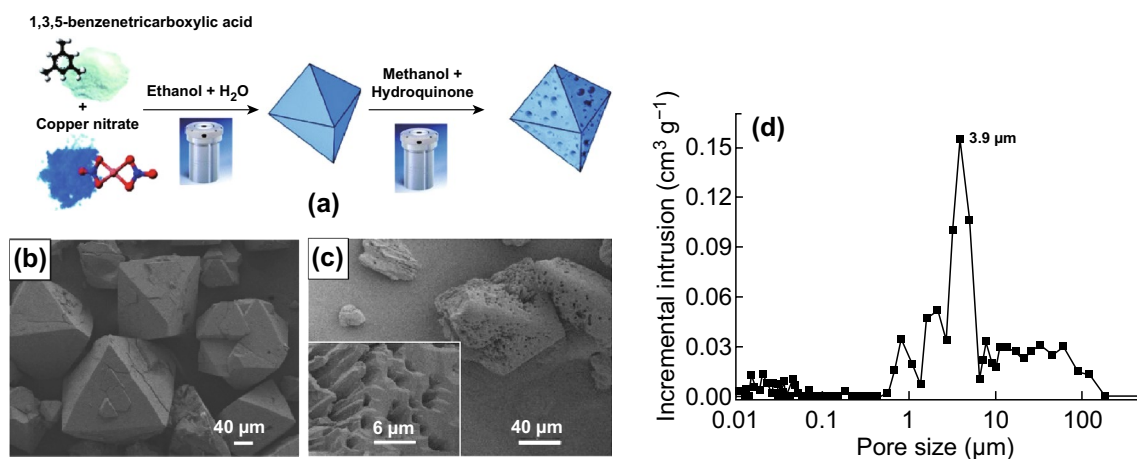 1,3,5-benzenetricarboxylic acid
+
Copper nitrate
Ethanol + H₂O
Methanol +
Hydroquinone
(a)
(b)
40 µm
(c)
6 µm
40 µm
(d)
3.9 µm
Incremental intrusion (cm³ g⁻¹)
0.15
0.12
0.09
0.06
0.03
0.00
0.01
0.1
1
10
100
Pore size (µm)